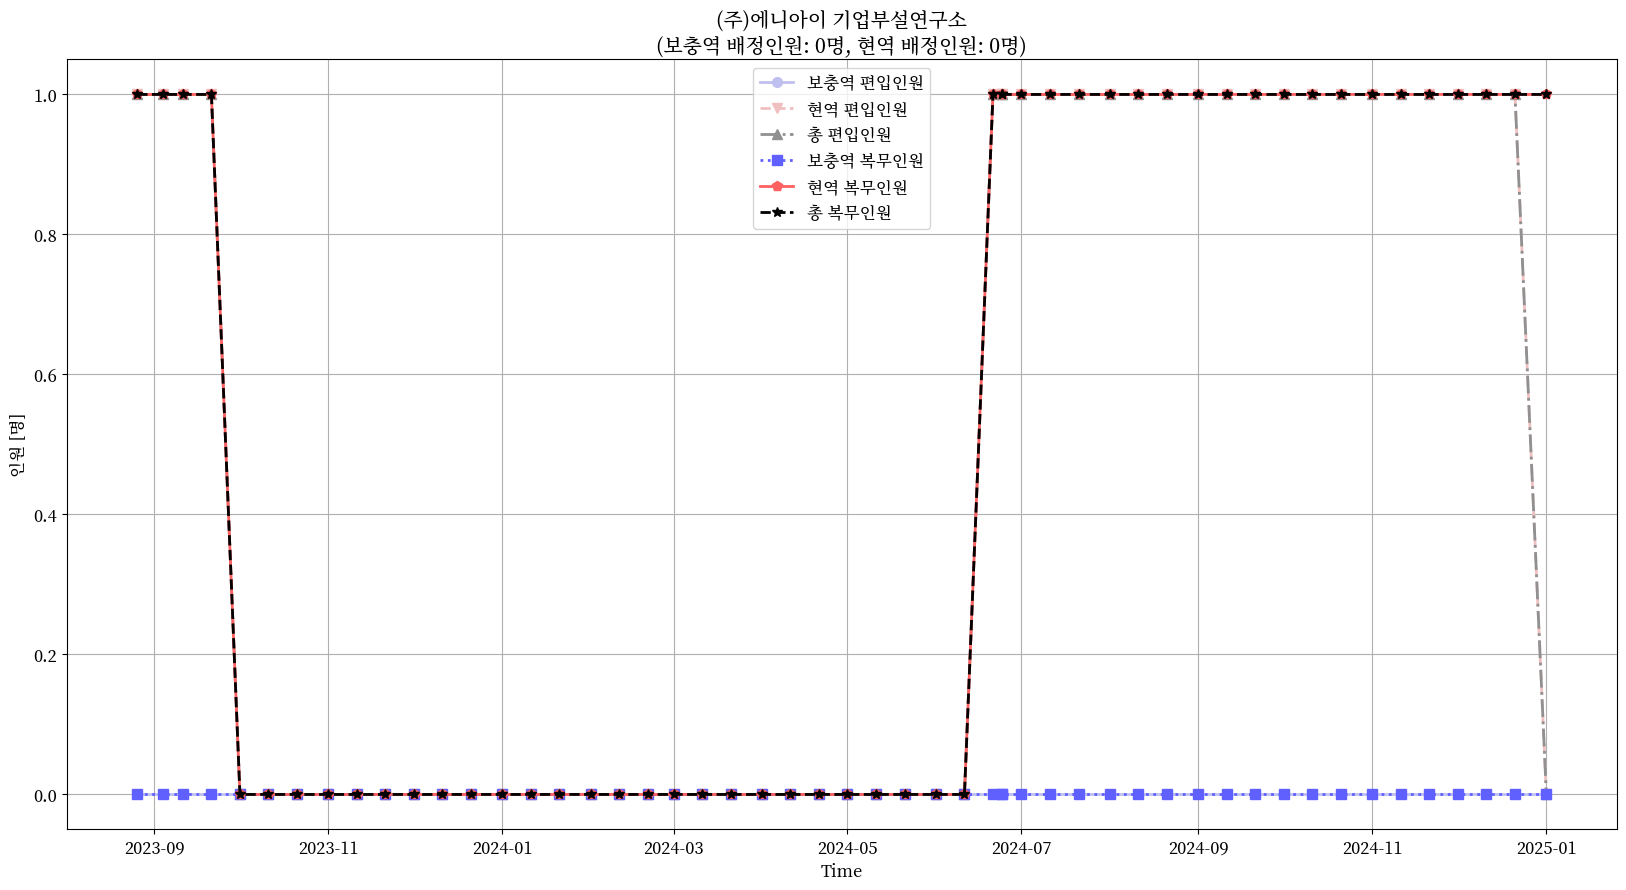 (주)에니아이 기업부설연구소
(보충역 배정인원: 0명, 현역 배정인원: 0명)
보충역 편입인원
현역 편입인원
총 편입인원
보충역 복무인원
현역 복무인원
총 복무인원
인원 [명]
1.0
0.8
0.6
0.4
0.2
0.0
2023-09
2023-11
2024-01
2024-03
2024-05
2024-07
2024-09
2024-11
2025-01
Time